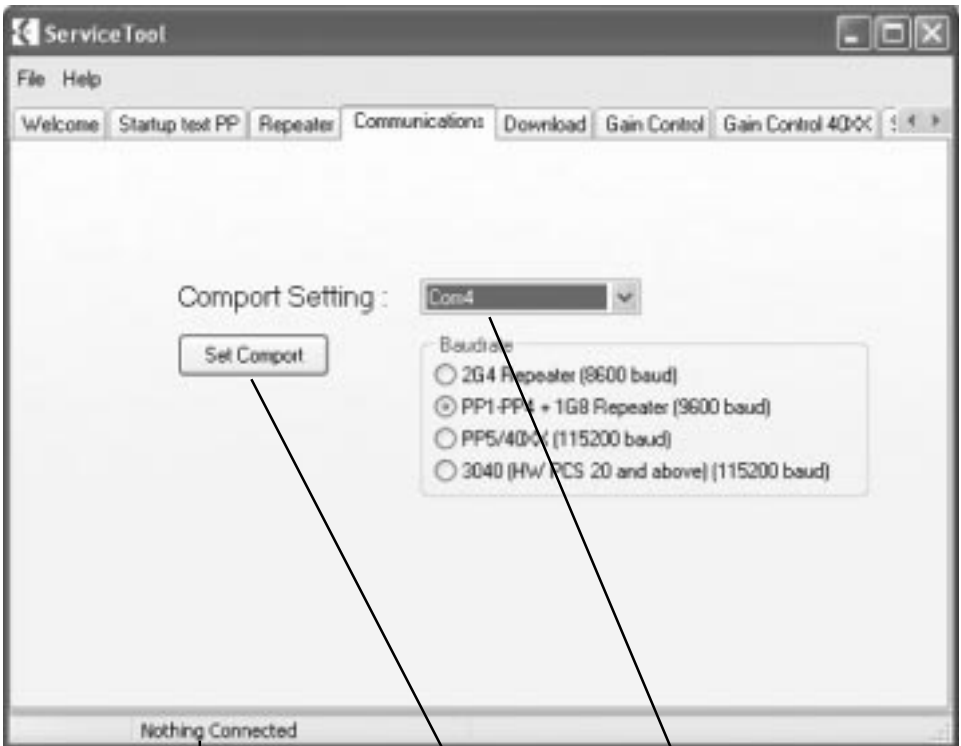 ServiceTool
File Help
Welcome Startup text PP Repeater Communications Download Gain Control Gain Control 40XX
Comport Setting : Com4
Set Comport
Baudrate
2G4 Repeater (8600 baud)
PP1-PP4 + 1G8 Repeater (9600 baud)
PP5/40XX (115200 baud)
3040 (HW PCS 20 and above) (115200 baud)
Nothing Connected